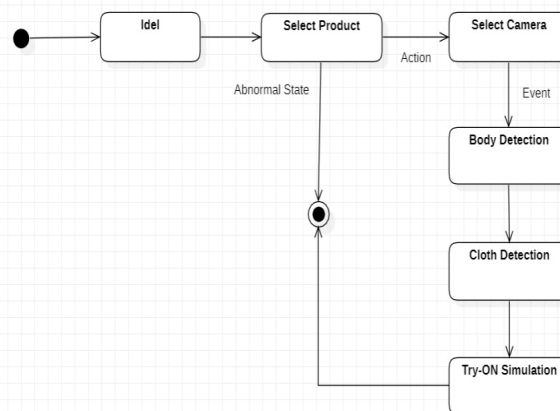 Idel
Select Product
Select Camera
Action
Abnormal State
Event
Body Detection
Cloth Detection
Try-ON Simulation